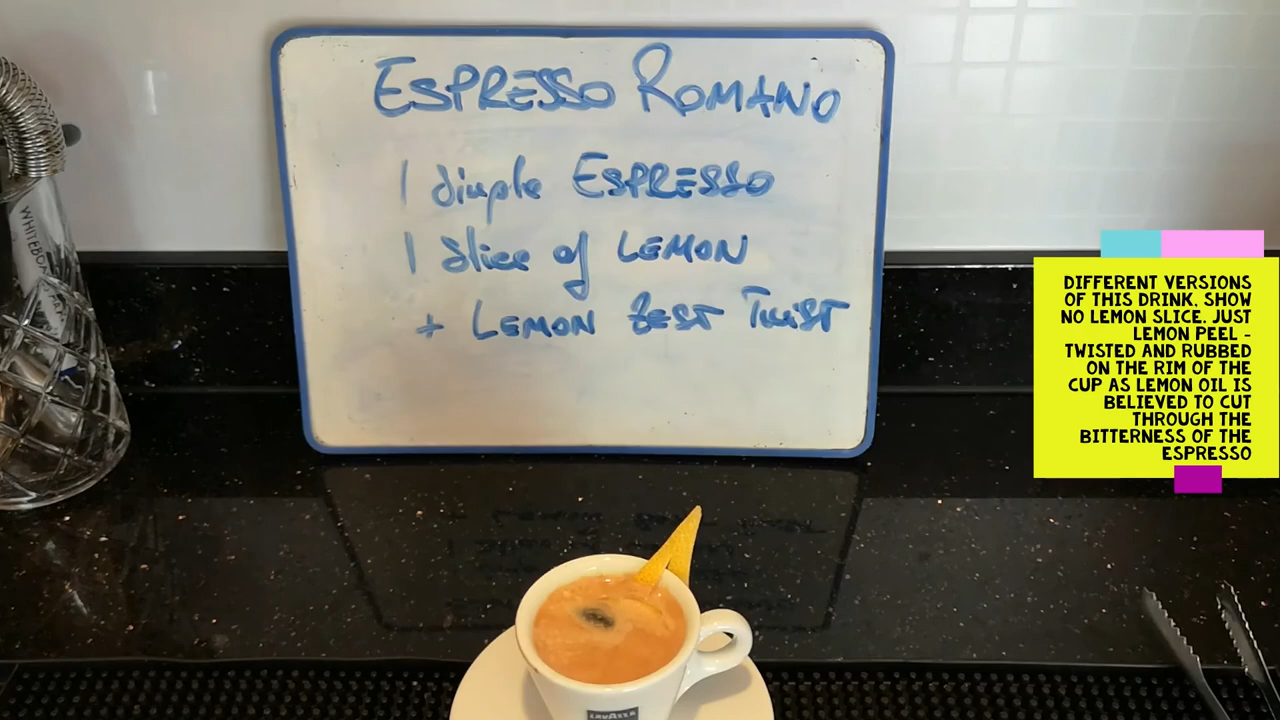 ESPRESSO ROMANO
1 Simple ESPRESSO
1 Slice of LEMON
+ LEMON ZEST TWIST
DIFFERENT VERSIONS
OF THIS DRINK. SHOW
NO LEMON SLICE. JUST
LEMON PEEL -
TWISTED AND RUBBED
ON THE RIM OF THE
CUP AS LEMON OIL IS
BELIEVED TO CUT
THROUGH THE
BITTERNESS OF THE
ESPRESSO
LAVAZZA